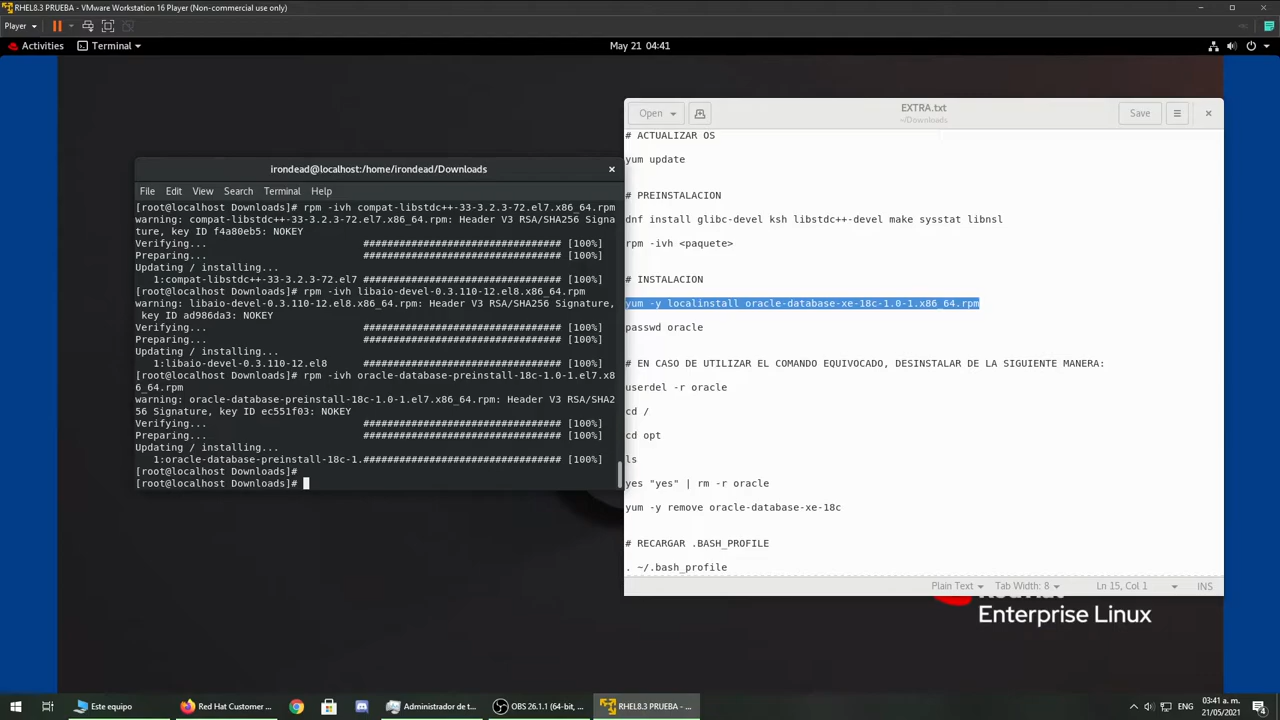 RHEL8.3 PRUEBA - VMware Workstation 16 Player (Non-commercial use only)
Player
Activities
Terminal
May 21 04:41
irondead@localhost:/home/irondead/Downloads
File Edit View Search Terminal Help
[root@localhost Downloads]# rpm -ivh compat-libstdc++-33-3.2.3-72.el7.x86_64.rpm
warning: compat-libstdc++-33-3.2.3-72.el7.x86_64.rpm: Header V3 RSA/SHA256 Signa
ture, key ID f4a80eb5: NOKEY
Verifying... ################################# [100%]
Preparing... ################################# [100%]
Updating / installing...
1:compat-libstdc++-33-3.2.3-72.el7 ################################# [100%]
[root@localhost Downloads]# rpm -ivh libaio-devel-0.3.110-12.el8.x86_64.rpm
warning: libaio-devel-0.3.110-12.el8.x86_64.rpm: Header V3 RSA/SHA256 Signature,
key ID ad986da3: NOKEY
Verifying... ################################# [100%]
Preparing... ################################# [100%]
Updating / installing...
1:libaio-devel-0.3.110-12.el8 ################################# [100%]
[root@localhost Downloads]# rpm -ivh oracle-database-preinstall-18c-1.0-1.el7.x8
6_64.rpm
warning: oracle-database-preinstall-18c-1.0-1.el7.x86_64.rpm: Header V3 RSA/SHA2
56 Signature, key ID ec551f03: NOKEY
Verifying... ################################# [100%]
Preparing... ################################# [100%]
Updating / installing...
1:oracle-database-preinstall-18c-1.################################# [100%]
[root@localhost Downloads]#
[root@localhost Downloads]#
Open
EXTRA.txt
~/Downloads
Save
# ACTUALIZAR OS
yum update
# PREINSTALACION
dnf install glibc-devel ksh libstdc++-devel make sysstat libnsl
rpm -ivh <paquete>
# INSTALACION
yum -y localinstall oracle-database-xe-18c-1.0-1.x86_64.rpm
passwd oracle
# EN CASO DE UTILIZAR EL COMANDO EQUIVOCADO, DESINSTALAR DE LA SIGUIENTE MANERA:
userdel -r oracle
cd /
cd opt
ls
yes "yes" | rm -r oracle
yum -y remove oracle-database-xe-18c
# RECARGAR .BASH_PROFILE
. ~/.bash_profile
Plain Text Tab Width: 8 Ln 15, Col 1 INS
Enterprise Linux
Este equipo
Red Hat Customer ...
Administrador de t...
OBS 26.1.1 (64-bit, ...
RHEL8.3 PRUEBA - ...
ENG
03:41 a. m.
21/05/2021
4